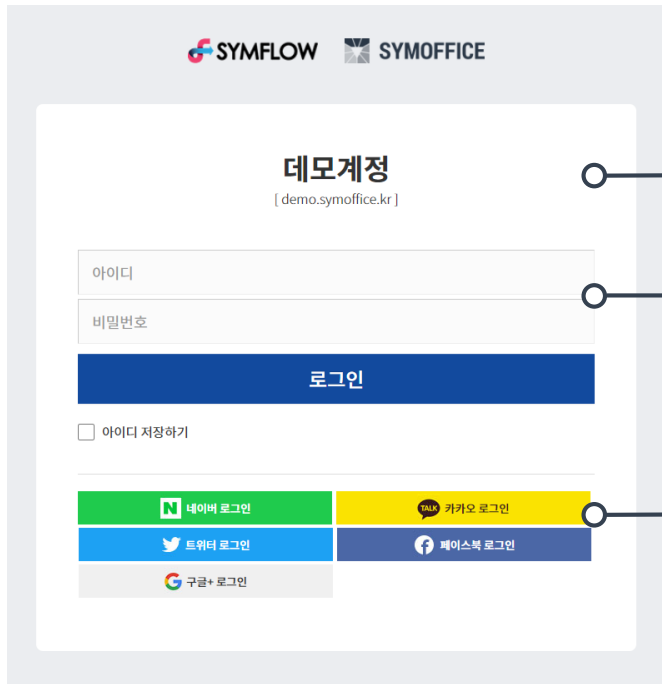 SYMFLOW SYMOFFICE
데모계정
[ demo.symoffice.kr ]
아이디
비밀번호
로그인
아이디 저장하기
N 네이버 로그인
TALK 카카오 로그인
트위터 로그인
페이스북 로그인
구글+ 로그인